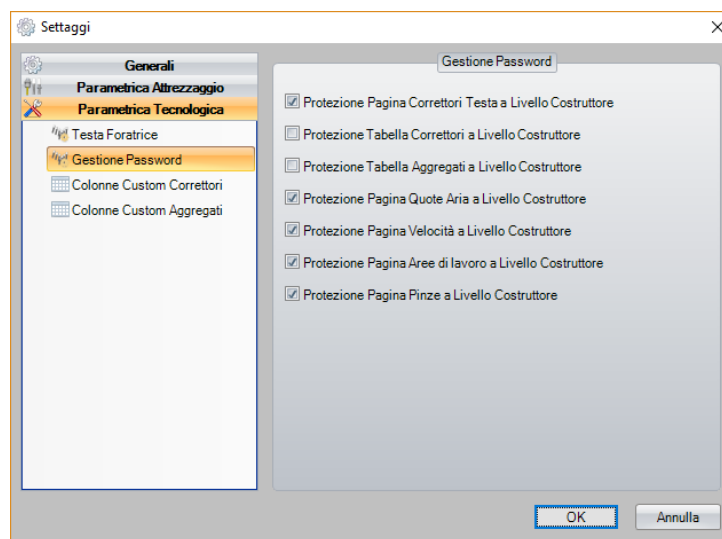 Settaggi
Generali
Parametrica Attrezzaggio
Parametrica Tecnologica
Testa Foratrice
Gestione Password
Colonne Custom Correttori
Colonne Custom Aggregati
Gestione Password
Protezione Pagina Correttori Testa a Livello Costruttore
Protezione Tabella Correttori a Livello Costruttore
Protezione Tabella Aggregati a Livello Costruttore
Protezione Pagina Quote Aria a Livello Costruttore
Protezione Pagina Velocità a Livello Costruttore
Protezione Pagina Aree di lavoro a Livello Costruttore
Protezione Pagina Pinze a Livello Costruttore
OK
Annulla